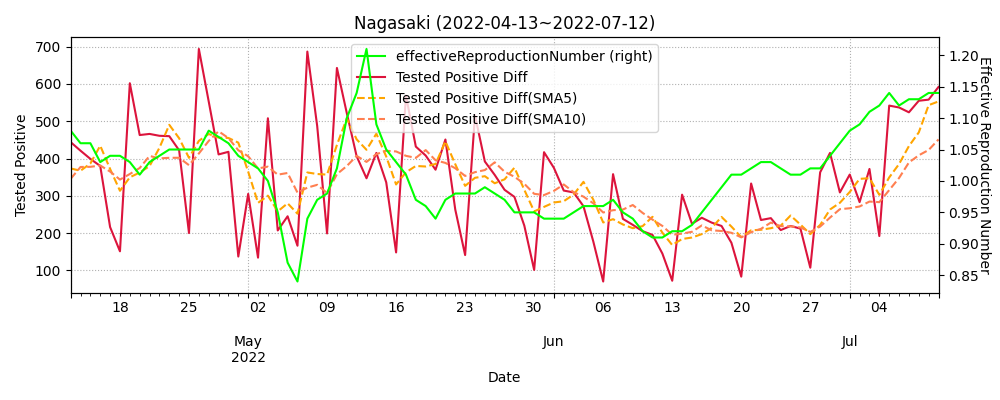 Nagasaki (2022-04-13~2022-07-12)
effectiveReproductionNumber (right)
Tested Positive Diff
Tested Positive Diff(SMA5)
Tested Positive Diff(SMA10)
Tested Positive
700
600
500
400
300
200
100
Effective Reproduction Number
1.20
1.15
1.10
1.05
1.00
0.95
0.90
0.85
18 25 02 09 16 23 30 06 13 20 27 04
May Jun Jul
2022
Date